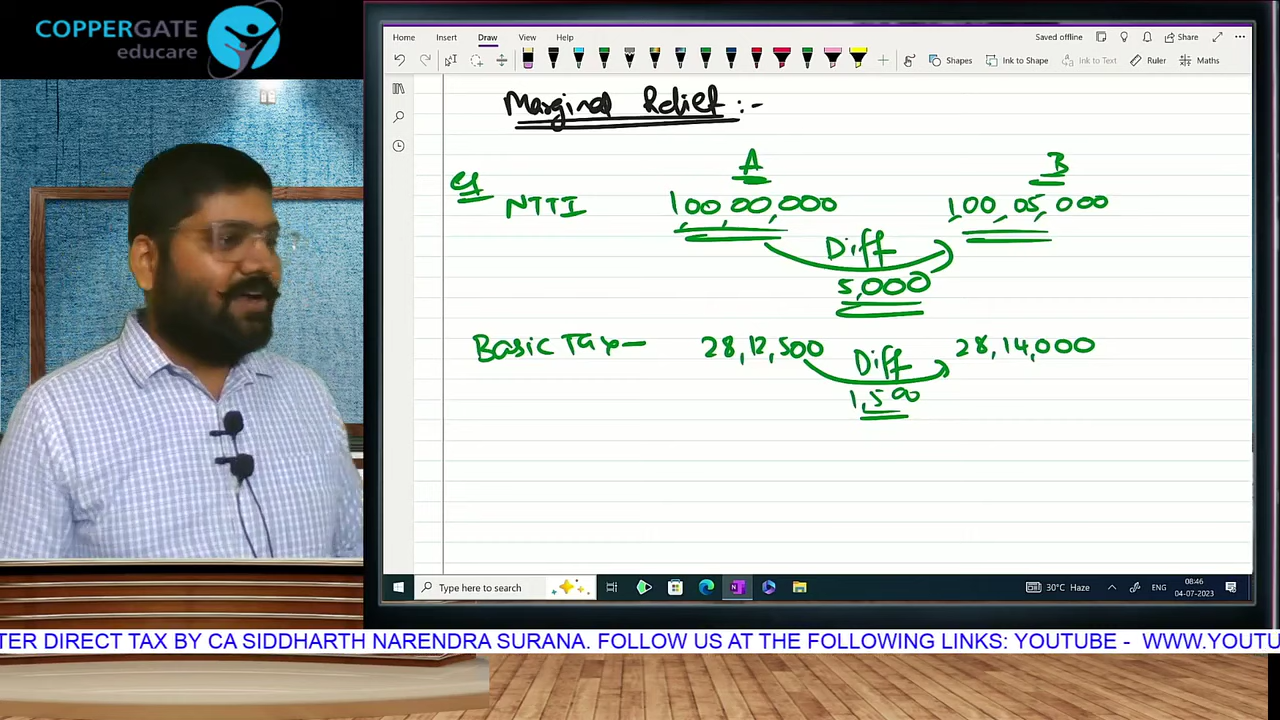 COPPERGATE
educare
Home Insert Draw View Help
Saved offline
Share
Shapes Ink to Shape Ink to Text Ruler Maths
Marginal Relief :-
A B
eg NTTI 100,00,000 100,05,000
Diff
5,000
Basic Tax - 28,12,500 28,14,000
Diff
1,500
Type here to search
30°C Haze ENG 08:46
04-07-2023
TER DIRECT TAX BY CA SIDDHARTH NARENDRA SURANA. FOLLOW US AT THE FOLLOWING LINKS: YOUTUBE - WWW.YOUTU